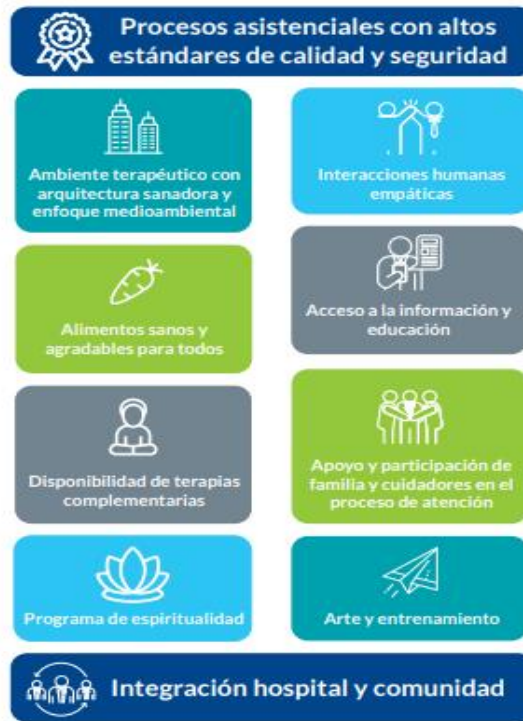 Procesos asistenciales con altos
estándares de calidad y seguridad
Ambiente terapéutico con
arquitectura sanadora y
enfoque medioambiental
Interacciones humanas
empáticas
Alimentos sanos y
agradables para todos
Acceso a la información y
educación
Disponibilidad de terapias
complementarias
Apoyo y participación de
familia y cuidadores en el
proceso de atención
Programa de espiritualidad
Arte y entrenamiento
Integración hospital y comunidad